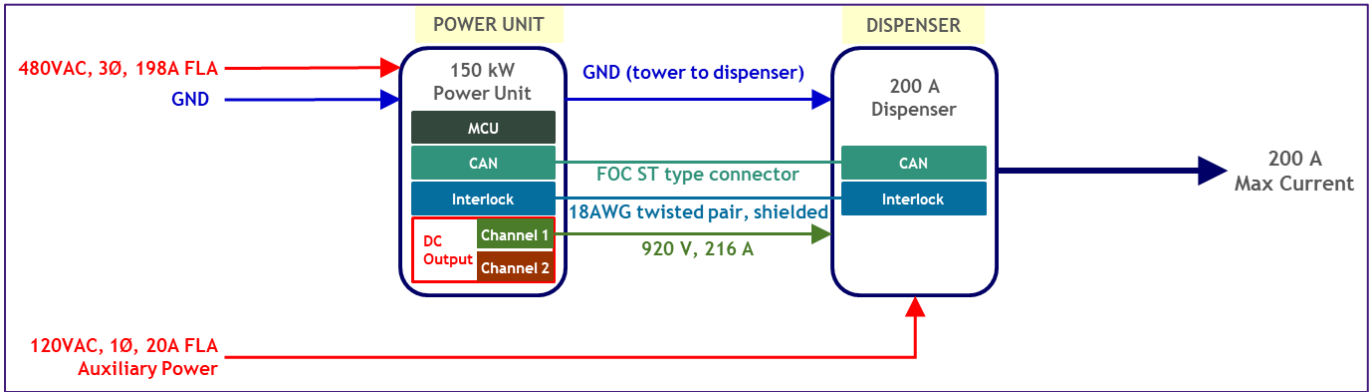 POWER UNIT
DISPENSER
480VAC, 3Ø, 198A FLA
GND
150 kW
Power Unit
MCU
CAN
Interlock
DC
Output
Channel 1
Channel 2
GND (tower to dispenser)
FOC ST type connector
18AWG twisted pair, shielded
920 V, 216 A
200 A
Dispenser
CAN
Interlock
200 A
Max Current
120VAC, 1Ø, 20A FLA
Auxiliary Power